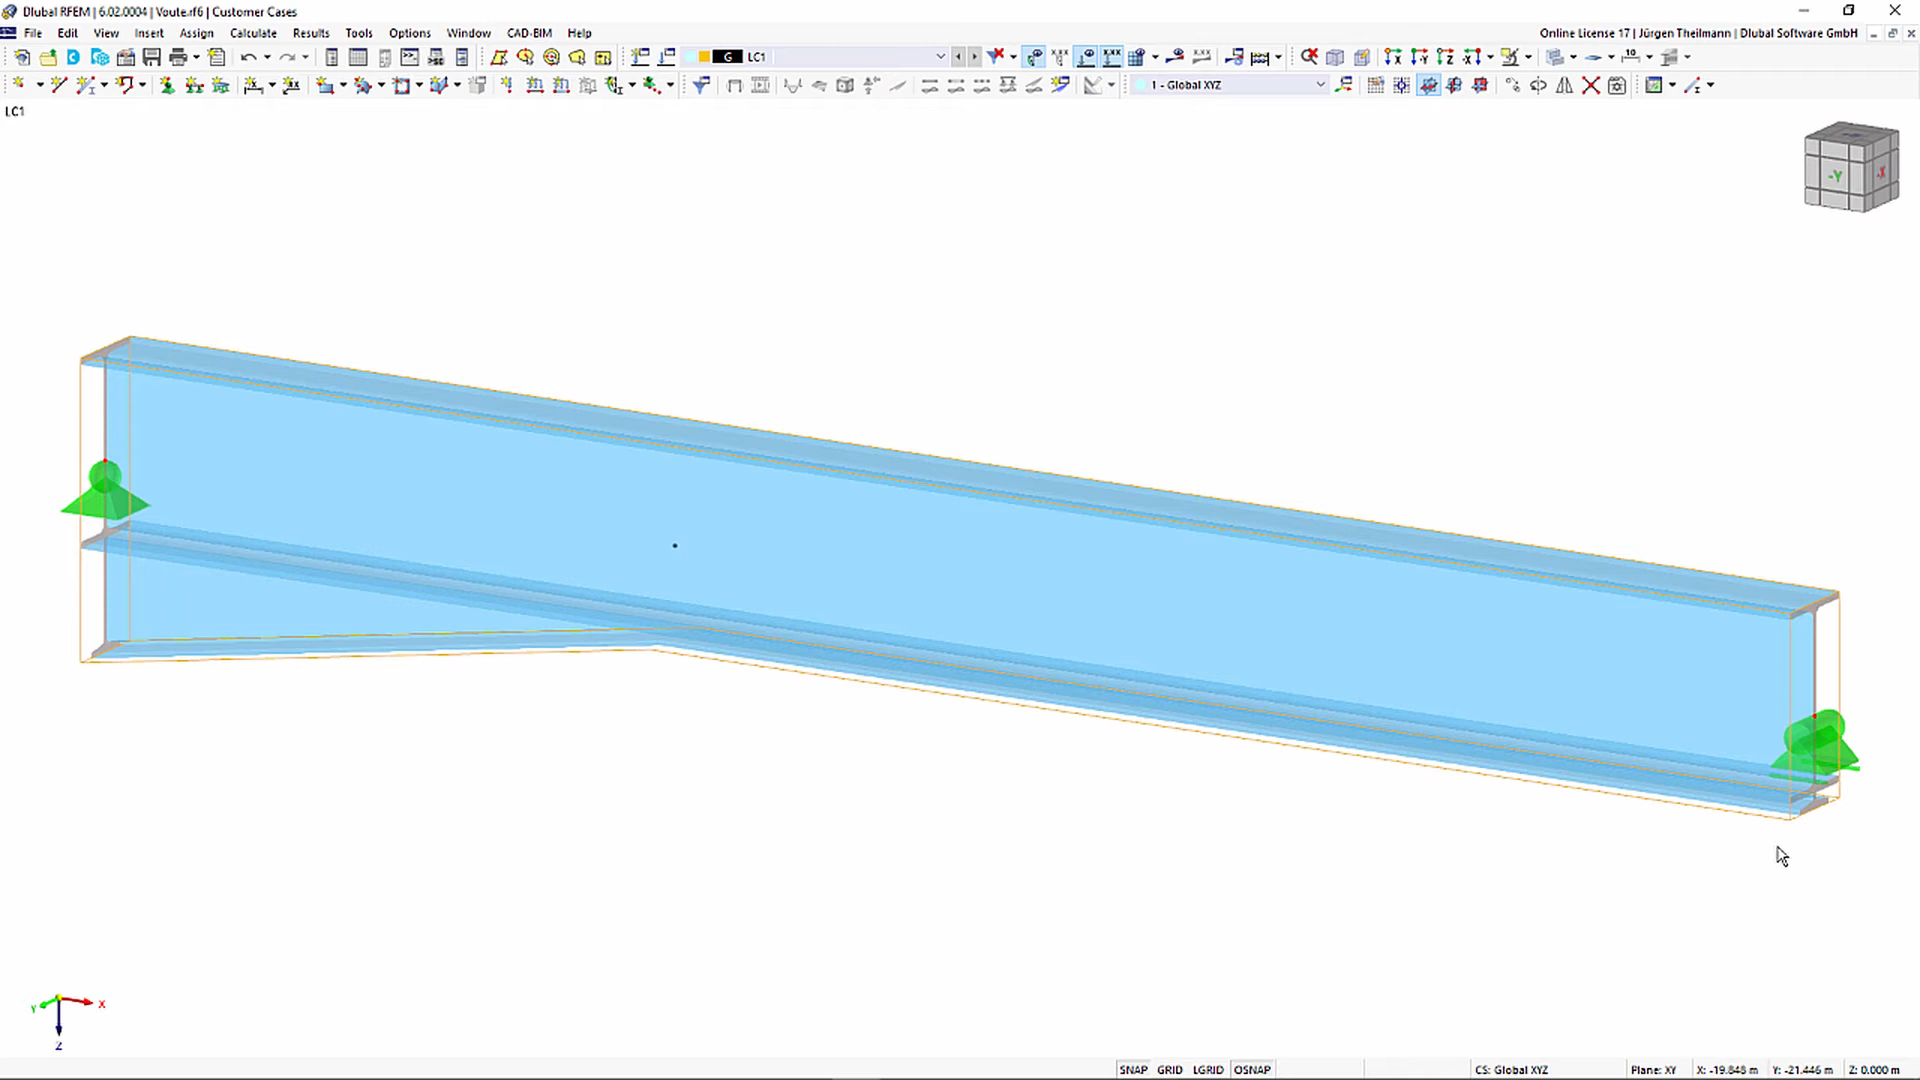 Dlubal RFEM | 6.02.0004 | Voute.rf6 | Customer Cases
File Edit View Insert Assign Calculate Results Tools Options Window CAD-BIM Help
Online License 17 | Jürgen Theilmann | Dlubal Software GmbH
G LC1
1 - Global XYZ
LC1
-Y -X
Y X
Z
SNAP GRID LGRID OSNAP CS: Global XYZ Plane: XY X: -19.848 m Y: -21.446 m Z: 0.000 m